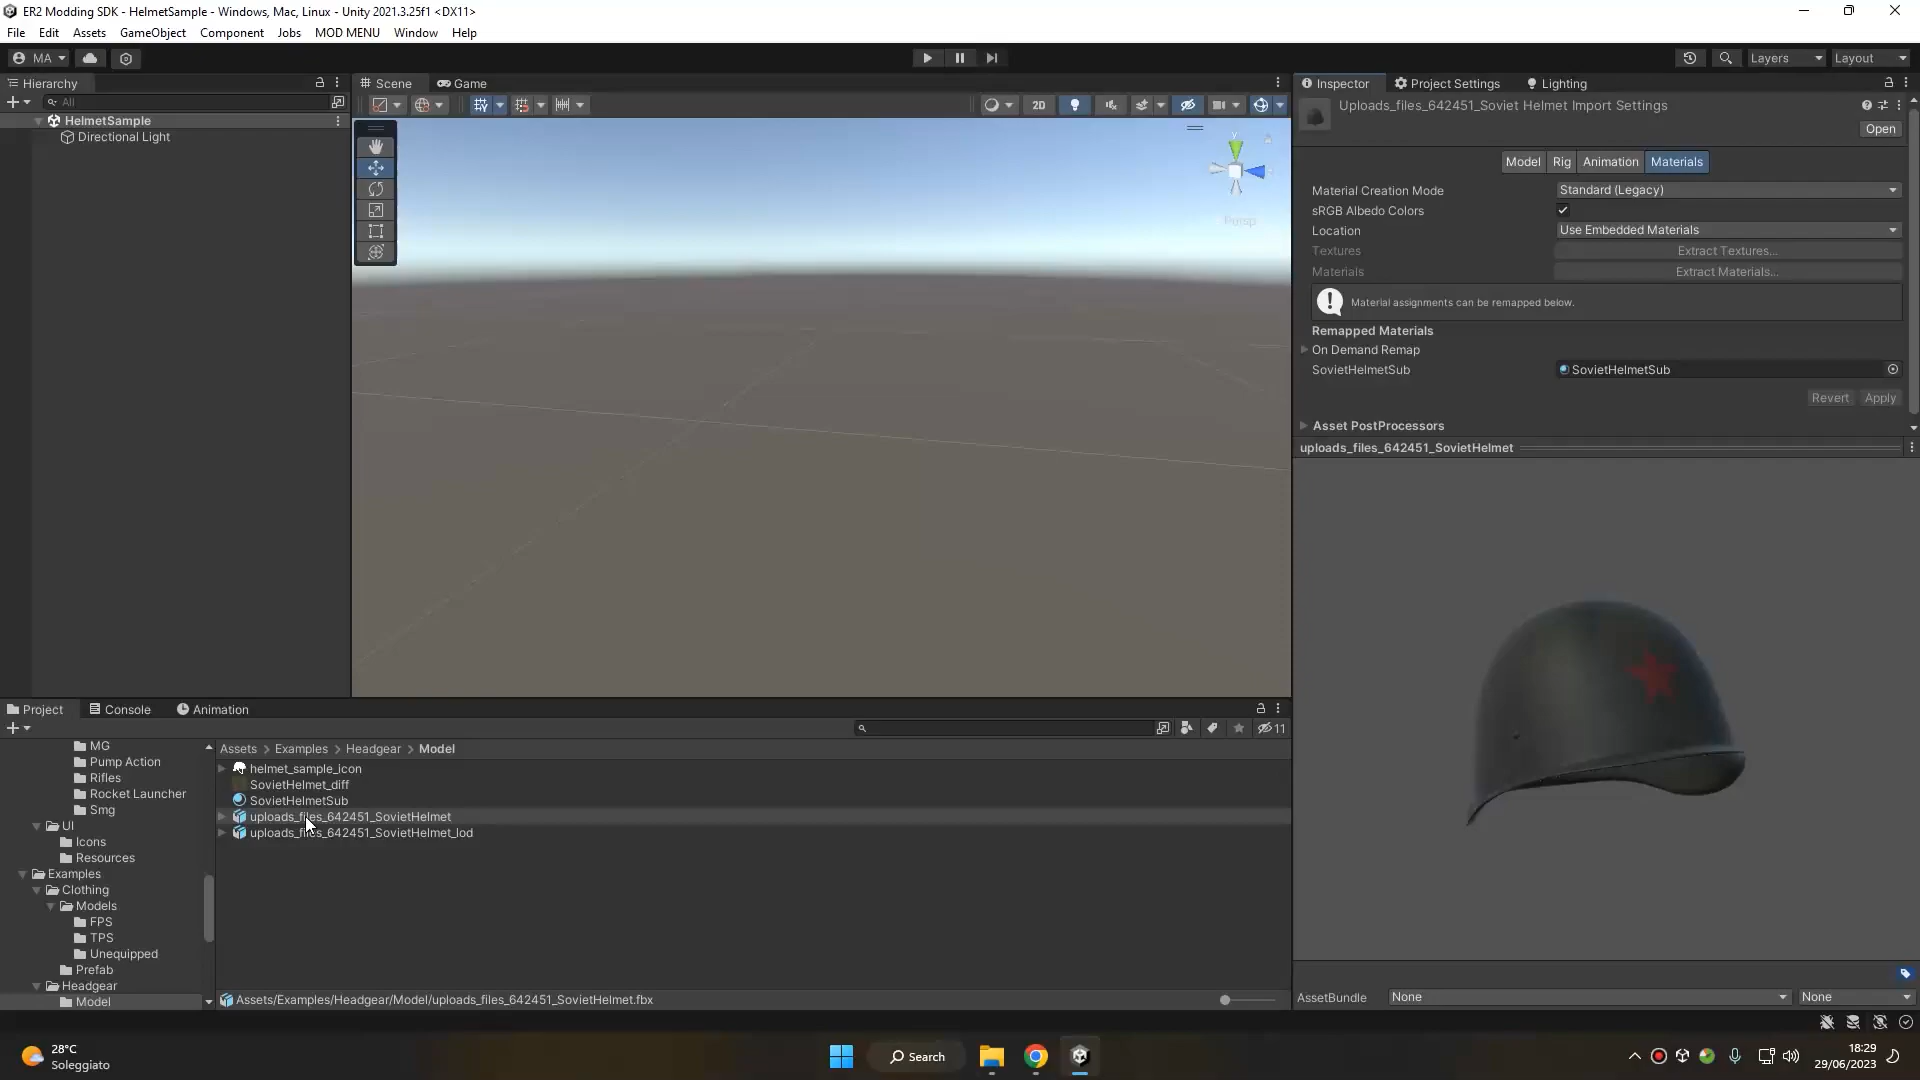 ER2 Modding SDK - HelmetSample - Windows, Mac, Linux - Unity 2021.3.25f1 <DX11>
File Edit Assets GameObject Component Jobs MOD MENU Window Help
MA Layers Layout
Hierarchy
All
HelmetSample
Directional Light
Scene Game
2D
y
Persp
Inspector Project Settings Lighting
Uploads_files_642451_Soviet Helmet Import Settings
Open
Model Rig Animation Materials
Material Creation Mode Standard (Legacy)
sRGB Albedo Colors
Location Use Embedded Materials
Textures Extract Textures...
Materials Extract Materials...
Material assignments can be remapped below.
Remapped Materials
On Demand Remap
SovietHelmetSub SovietHelmetSub
Revert Apply
Asset PostProcessors
uploads_files_642451_SovietHelmet
AssetBundle None None
Project Console Animation
11
MG
Pump Action
Rifles
Rocket Launcher
Smg
UI
Icons
Resources
Examples
Clothing
Models
FPS
TPS
Unequipped
Prefab
Headgear
Model
Assets > Examples > Headgear > Model
helmet_sample_icon
SovietHelmet_diff
SovietHelmetSub
uploads_files_642451_SovietHelmet
uploads_files_642451_SovietHelmet_lod
Assets/Examples/Headgear/Model/uploads_files_642451_SovietHelmet.fbx
28°C
Soleggiato
Search
18:29
29/06/2023